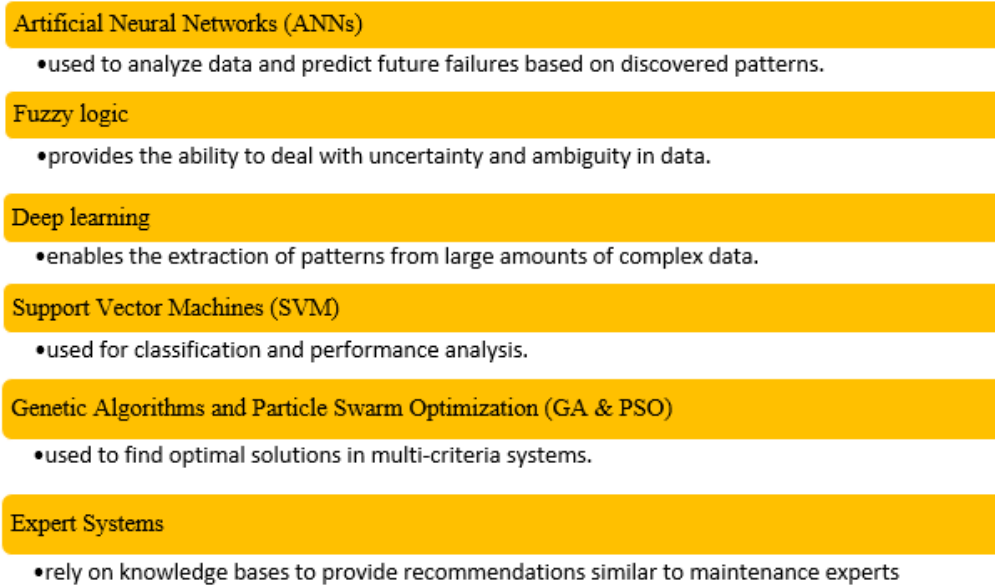 Artificial Neural Networks (ANNs)
•used to analyze data and predict future failures based on discovered patterns.
Fuzzy logic
•provides the ability to deal with uncertainty and ambiguity in data.
Deep learning
•enables the extraction of patterns from large amounts of complex data.
Support Vector Machines (SVM)
•used for classification and performance analysis.
Genetic Algorithms and Particle Swarm Optimization (GA & PSO)
•used to find optimal solutions in multi-criteria systems.
Expert Systems
•rely on knowledge bases to provide recommendations similar to maintenance experts